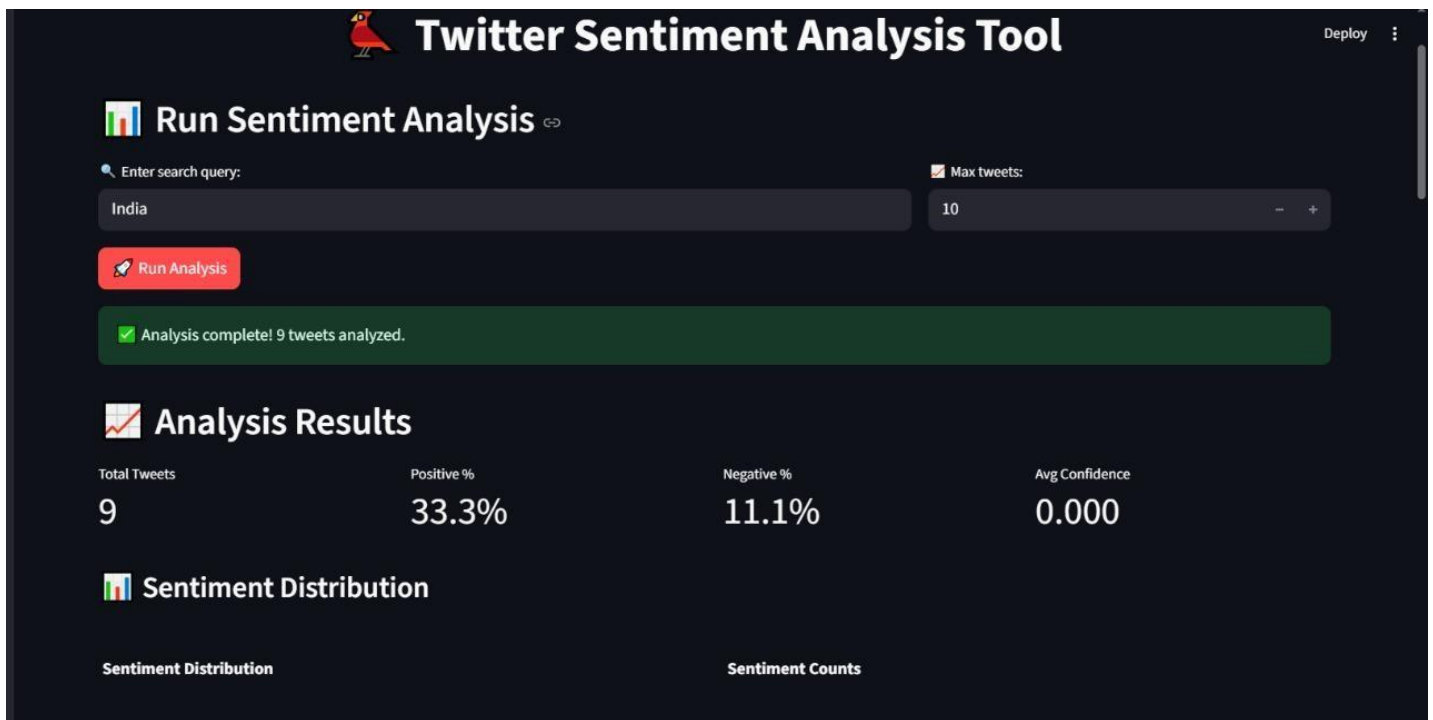 Twitter Sentiment Analysis Tool
Deploy
Run Sentiment Analysis
Enter search query:
Max tweets:
India
10
Run Analysis
Analysis complete! 9 tweets analyzed.
Analysis Results
Total Tweets
Positive %
Negative %
Avg Confidence
9
33.3%
11.1%
0.000
Sentiment Distribution
Sentiment Distribution
Sentiment Counts